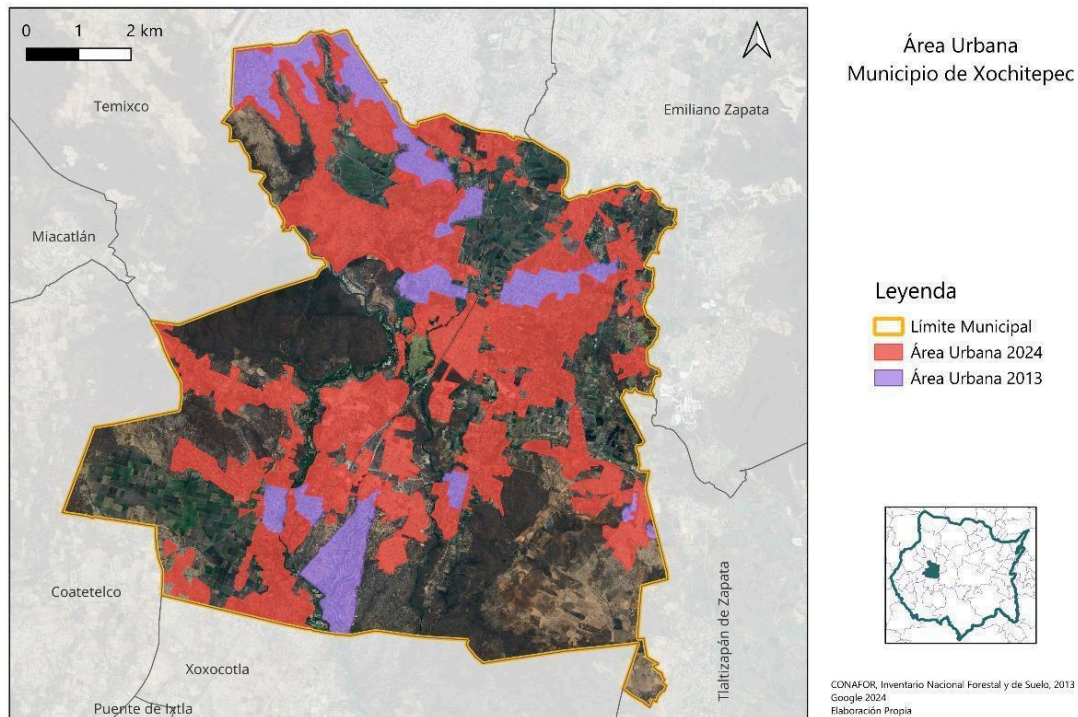 0 1 2 km
Temixco
Emiliano Zapata
Miacatlán
Coatetelco
Xoxocotla
Puente de Ixtla
Tlaltizapán de Zapata
Área Urbana
Municipio de Xochitepec
Leyenda
Límite Municipal
Área Urbana 2024
Área Urbana 2013
CONAFOR, Inventario Nacional Forestal y de Suelo, 2013
Google 2024
Elaboración Propia